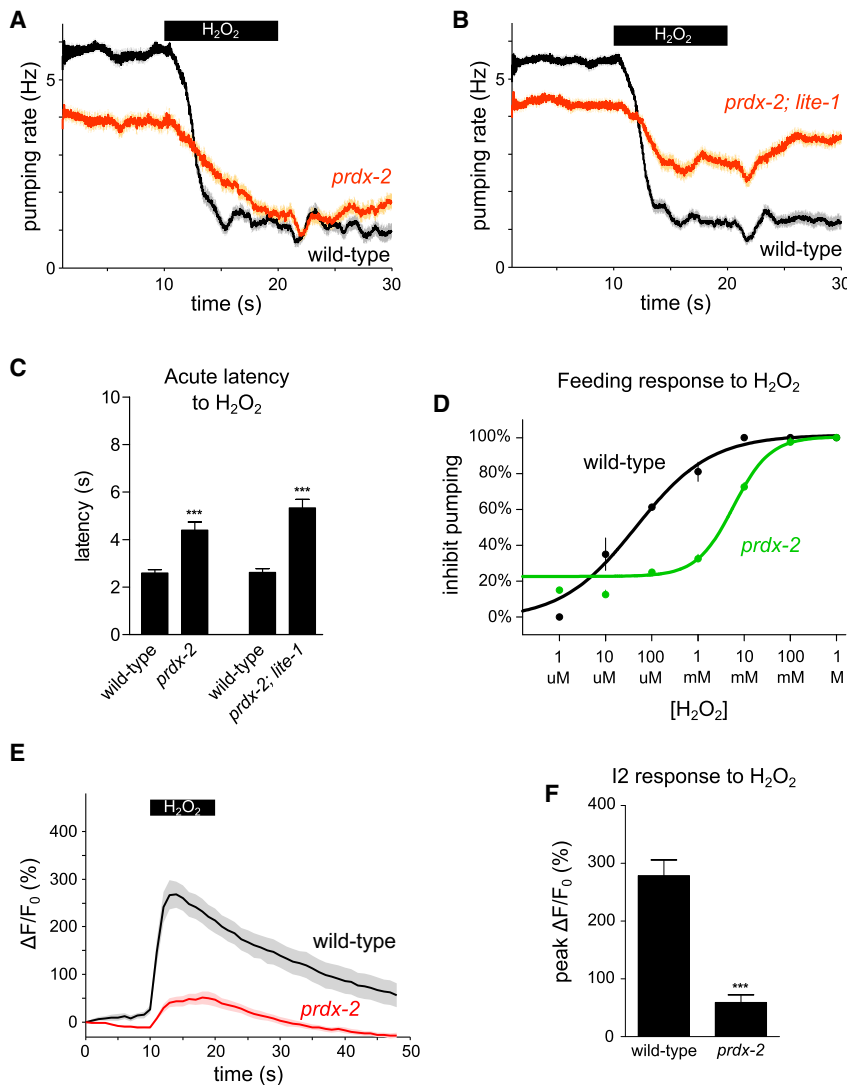 A
H₂O₂
pumping rate (Hz)
5
0
prdx-2
wild-type
10
20
30
time (s)
B
H₂O₂
pumping rate (Hz)
5
0
prdx-2; lite-1
wild-type
10
20
30
time (s)
C
Acute latency
to H₂O₂
latency (s)
10
8
6
4
2
0
***
***
wild-type
prdx-2
wild-type
prdx-2; lite-1
D
Feeding response to H₂O₂
inhibit pumping
100%
80%
60%
40%
20%
0%
wild-type
prdx-2
1 10 100 1 10 100 1
uM uM uM mM mM mM M
[H₂O₂]
E
H₂O₂
ΔF/F₀ (%)
400
300
200
100
0
wild-type
prdx-2
0 10 20 30 40 50
time (s)
F
I2 response to H₂O₂
peak ΔF/F₀ (%)
400
300
200
100
0
***
wild-type
prdx-2